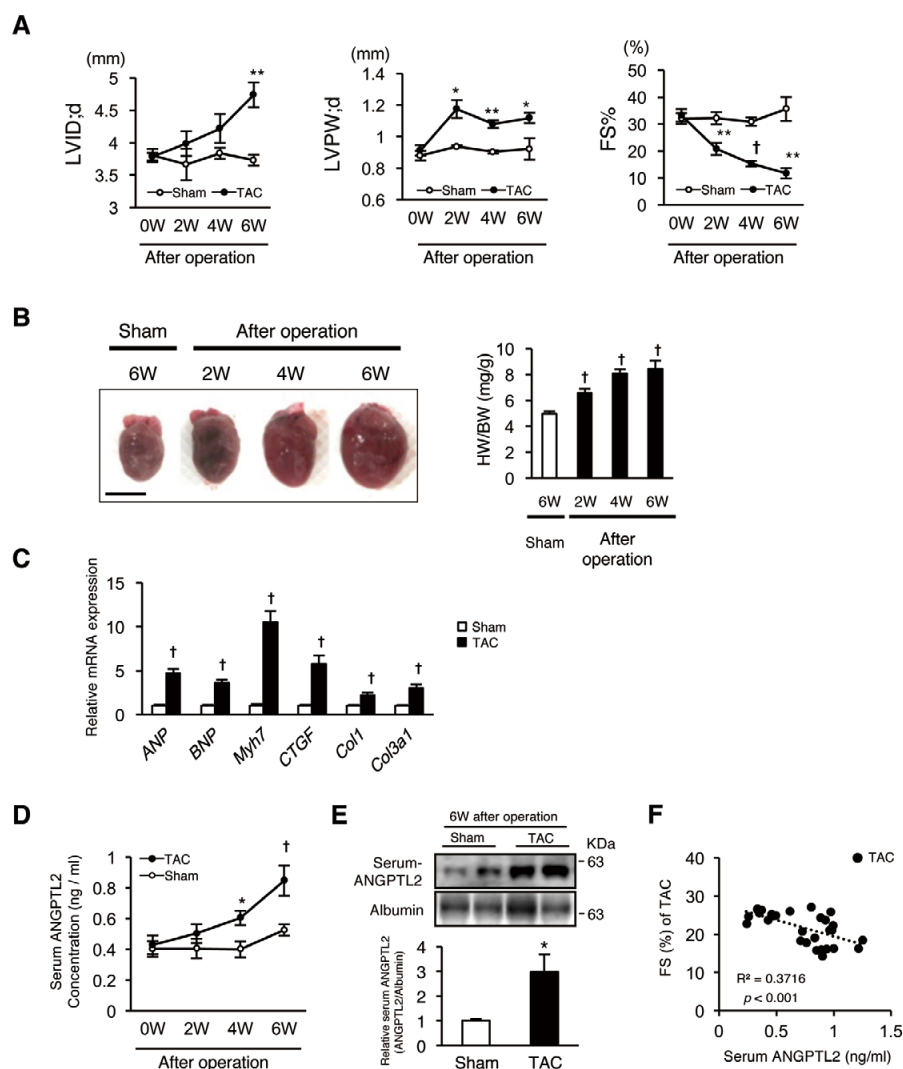 A
(mm)
LVID;d
5
4.5
4
3.5
3
Sham TAC
0W 2W 4W 6W
After operation
**
(mm)
LVPW;d
1.4
1.2
1
0.8
0.6
* ** *
Sham TAC
0W 2W 4W 6W
After operation
(%)
FS%
50
40
30
20
10
0
** † **
Sham TAC
0W 2W 4W 6W
After operation
B
Sham After operation
6W 2W 4W 6W
HW/BW (mg/g)
10
8
6
4
2
0
† † †
6W 2W 4W 6W
Sham After
operation
C
Relative mRNA expression
15
10
5
0
† † † † † †
Sham
TAC
ANP BNP Myh7 CTGF Col1 Col3a1
D
Serum ANGPTL2
Concentration (ng / ml)
TAC
Sham
1
0.8
0.6
0.4
0.2
0
* †
0W 2W 4W 6W
After operation
E
6W after operation
Sham TAC KDa
Serum-
ANGPTL2
63
Albumin
63
Relative serum ANGPTL2
(ANGPTL2/Albumin)
4
3
2
1
0
*
Sham TAC
F
TAC
FS (%) of TAC
40
30
20
10
0
R² = 0.3716
p < 0.001
0 0.5 1 1.5
Serum ANGPTL2 (ng/ml)